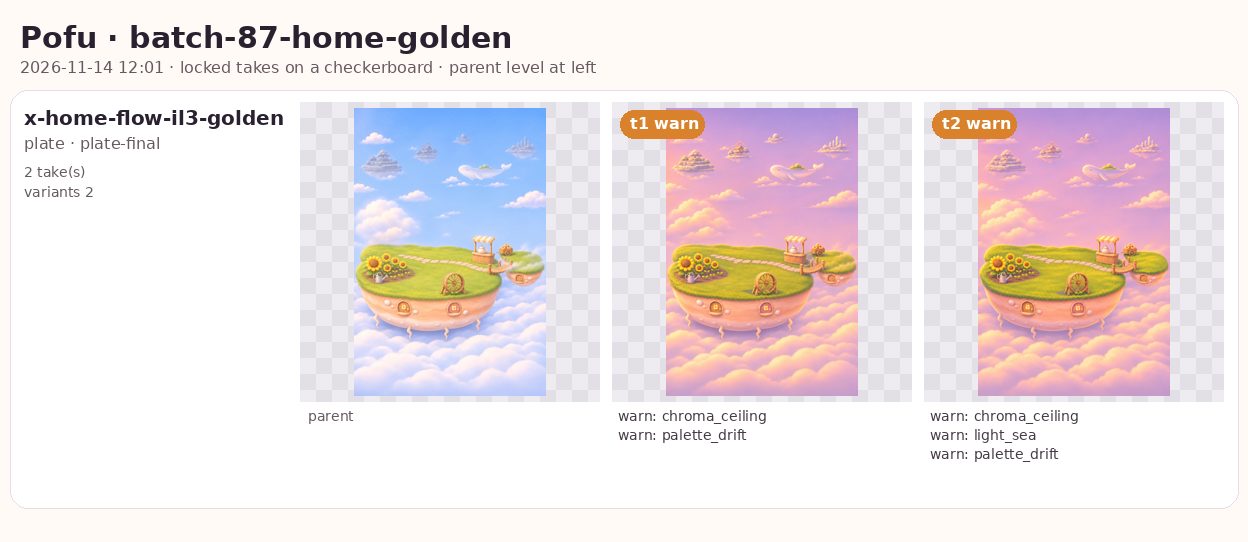 Pofu · batch-87-home-golden
2026-11-14 12:01 · locked takes on a checkerboard · parent level at left
x-home-flow-il3-golden
plate · plate-final
2 take(s)
variants 2
parent
t1 warn
warn: chroma_ceiling
warn: palette_drift
t2 warn
warn: chroma_ceiling
warn: light_sea
warn: palette_drift